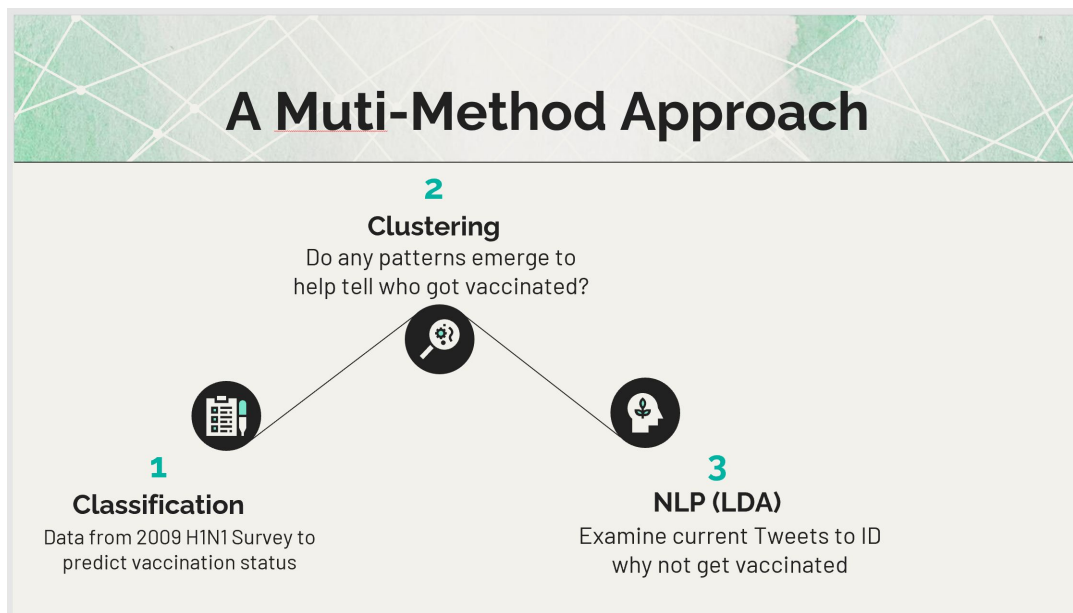 A Muti-Method Approach
1
Classification
Data from 2009 H1N1 Survey to
predict vaccination status
2
Clustering
Do any patterns emerge to
help tell who got vaccinated?
3
NLP (LDA)
Examine current Tweets to ID
why not get vaccinated